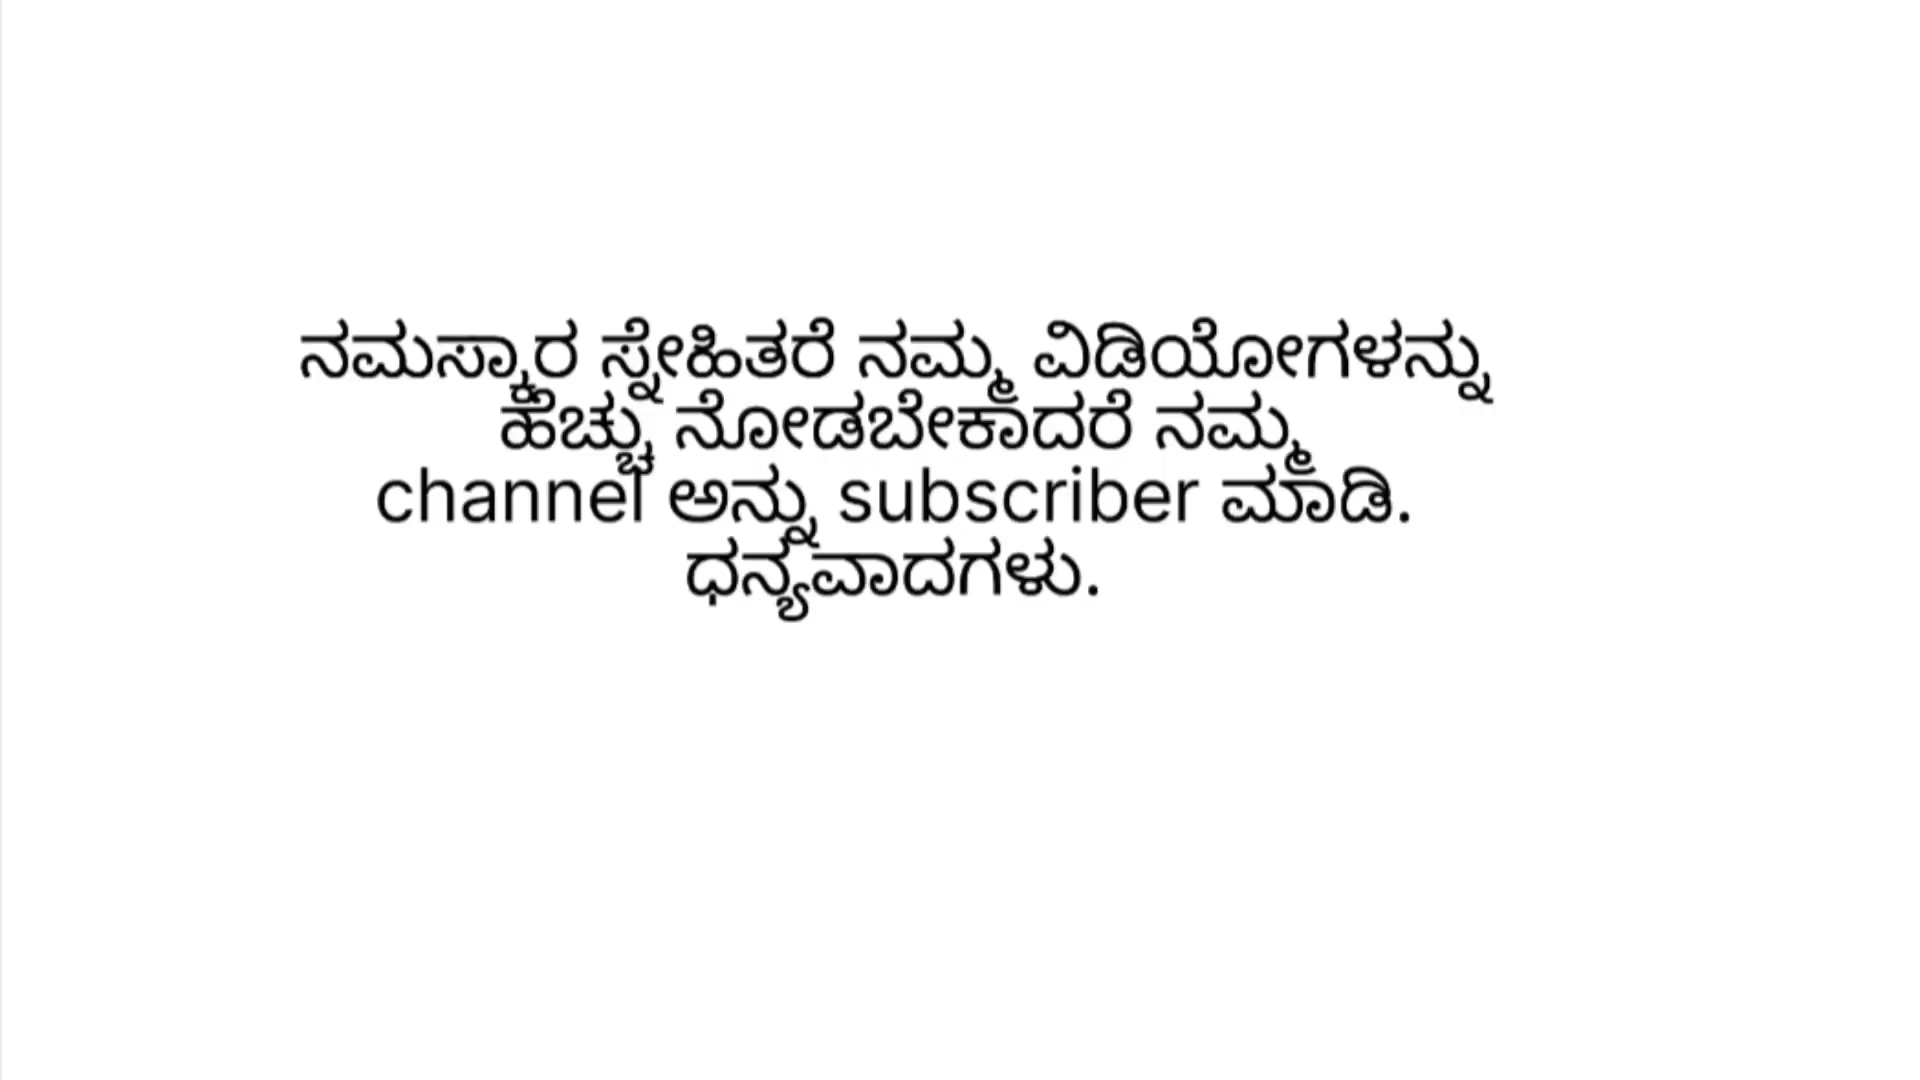 ನಮಸ್ಕಾರ ಸ್ನೇಹಿತರೆ ನಮ್ಮ ವಿಡಿಯೋಗಳನ್ನು
ಹೆಚ್ಚು ನೋಡಬೇಕಾದರೆ ನಮ್ಮ
channel ಅನ್ನು subscriber ಮಾಡಿ.
ಧನ್ಯವಾದಗಳು.